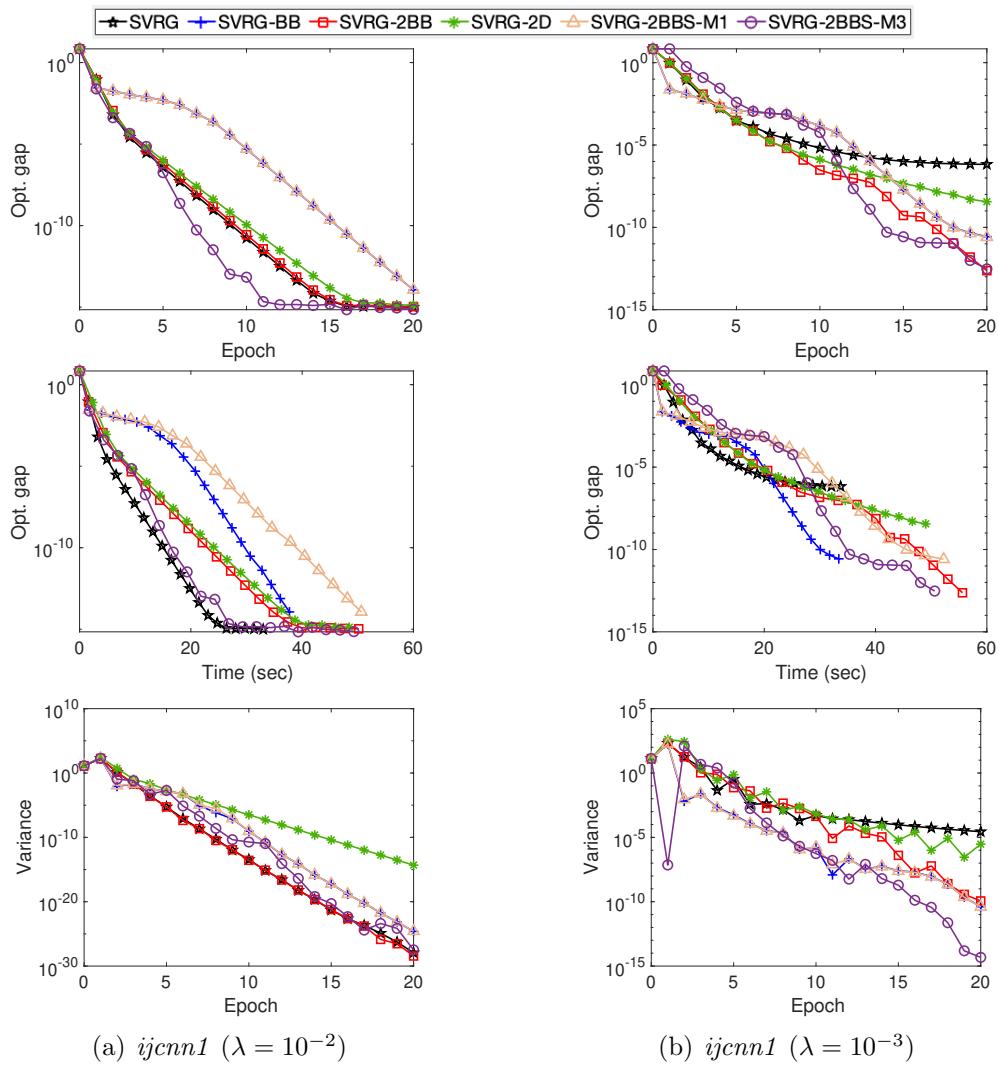 SVRG SVRG-BB SVRG-2BB SVRG-2D SVRG-2BBS-M1 SVRG-2BBS-M3
Opt. gap
10^0
10^-10
0 5 10 15 20
Epoch
Opt. gap
10^0
10^-5
10^-10
10^-15
0 5 10 15 20
Epoch
Opt. gap
10^0
10^-10
0 20 40 60
Time (sec)
Opt. gap
10^0
10^-5
10^-10
10^-15
0 20 40 60
Time (sec)
Variance
10^10
10^0
10^-10
10^-20
10^-30
0 5 10 15 20
Epoch
Variance
10^5
10^0
10^-5
10^-10
10^-15
0 5 10 15 20
Epoch
(a) ijcnn1 (λ = 10^-2)
(b) ijcnn1 (λ = 10^-3)